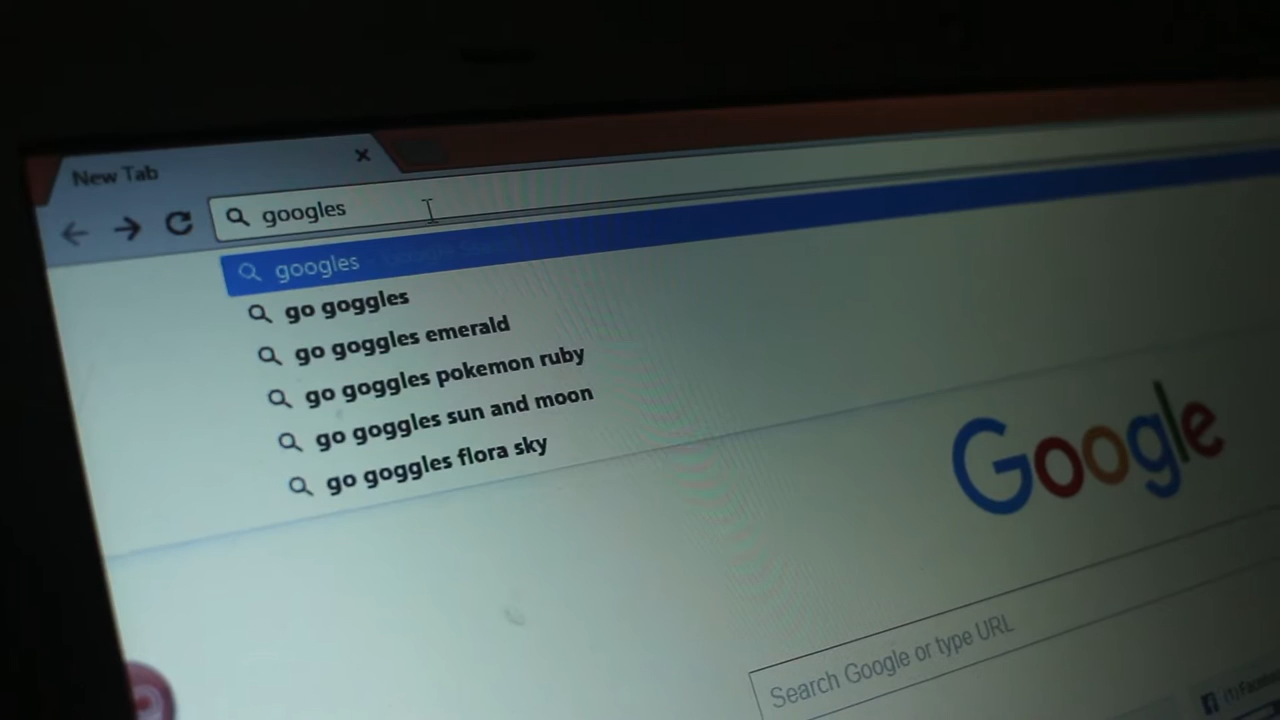 New Tab
googles
googles
go goggles
go goggles emerald
go goggles pokemon ruby
go goggles sun and moon
go goggles flora sky
Google
Search Google or type URL